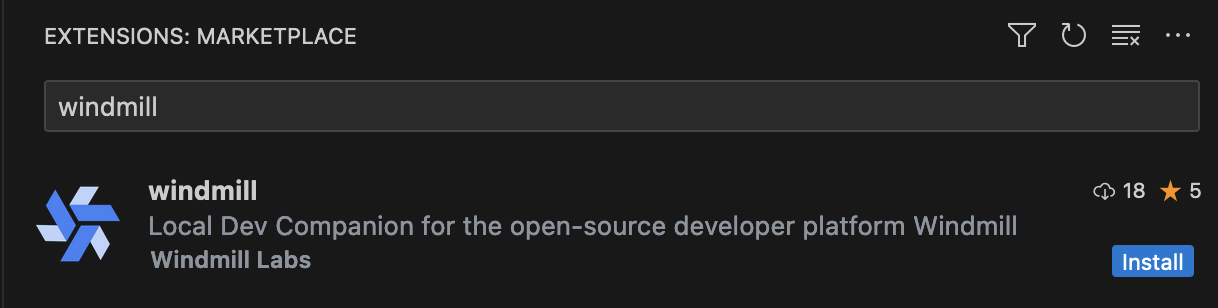 EXTENSIONS: MARKETPLACE
windmill
windmill 18 5
Local Dev Companion for the open-source developer platform Windmill
Windmill Labs Install